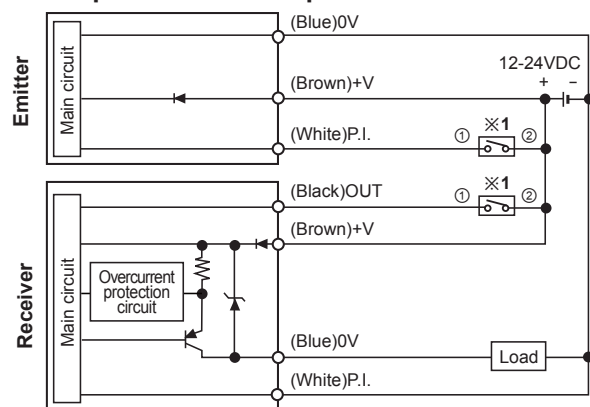 Emitter
Main circuit
(Blue)0V
12-24VDC
+ −
(Brown)+V
(White)P.I.
① ※1 ②
Receiver
Main circuit
(Black)OUT
① ※1 ②
(Brown)+V
Overcurrent
protection
circuit
(Blue)0V
Load
(White)P.I.